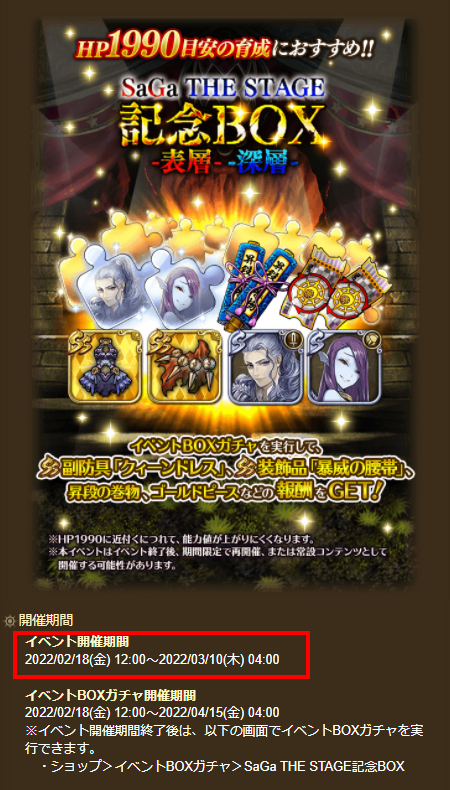 HP1990目安の育成におすすめ!!
SaGa THE STAGE
記念BOX
-表層- -深層-
SS SS SS SS
イベントBOXガチャを実行して、
SS副防具「クィーンドレス」、SS装飾品「暴威の腰帯」、
昇段の巻物、ゴールドピースなどの報酬をGET!
※HP1990に近付くにつれて、能力値が上がりにくくなります。
※本イベントはイベント終了後、期間限定で再開催、または常設コンテンツとして
開催する可能性があります。
開催期間
イベント開催期間
2022/02/18(金) 12:00～2022/03/10(木) 04:00
イベントBOXガチャ開催期間
2022/02/18(金) 12:00～2022/04/15(金) 04:00
※イベント開催期間終了後は、以下の画面でイベントBOXガチャを実
行できます。
・ショップ＞イベントBOXガチャ＞SaGa THE STAGE記念BOX